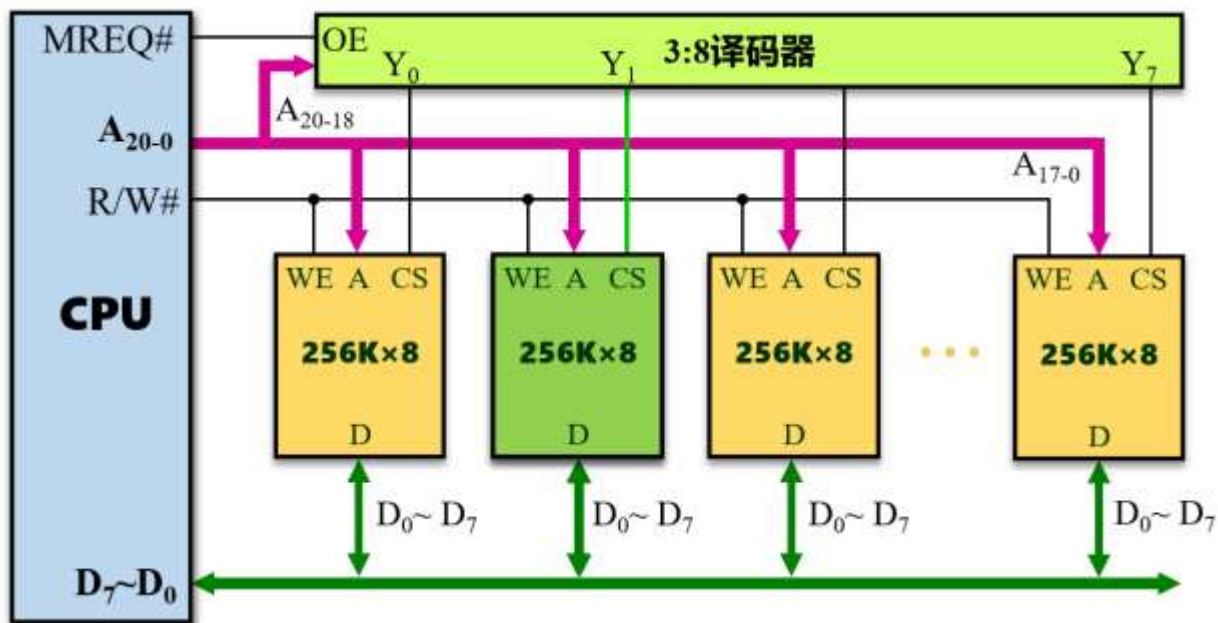 MREQ#
OE
3:8译码器
Y₀
Y₁
Y₇
A₂₀₋₁₈
A₂₀₋₀
A₁₇₋₀
R/W#
WE A CS
WE A CS
WE A CS
WE A CS
CPU
256K×8
256K×8
256K×8
...
256K×8
D
D
D
D
D₀~ D₇
D₀~ D₇
D₀~ D₇
D₀~ D₇
D₇~D₀